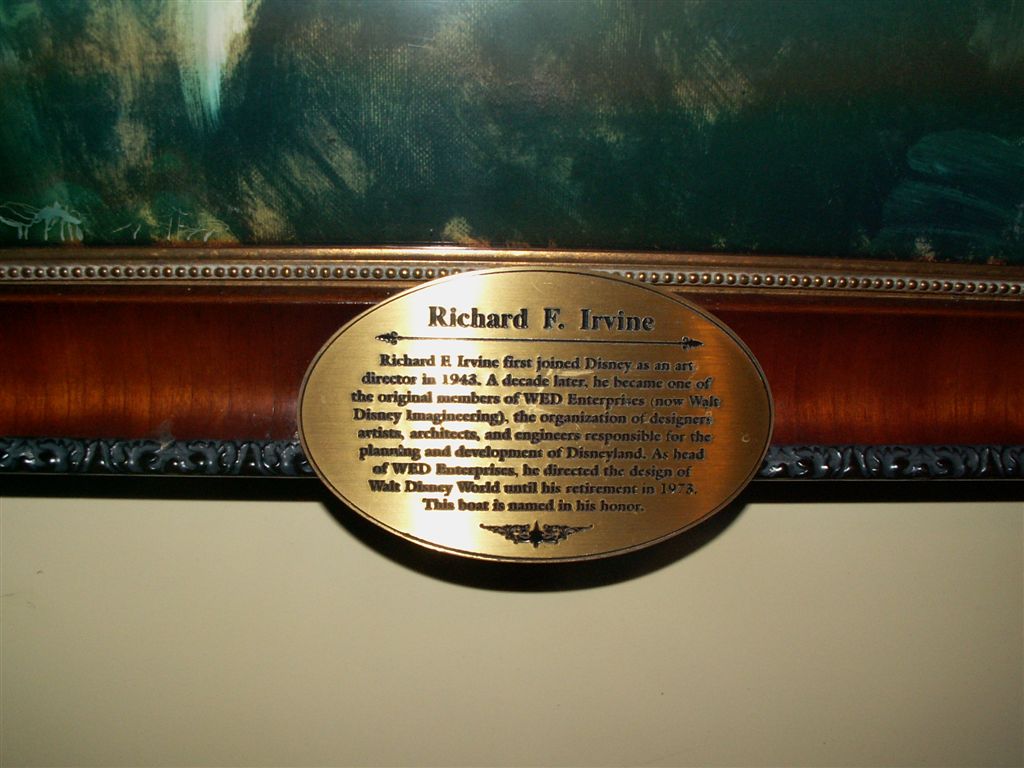 Richard F. Irvine
Richard F. Irvine first joined Disney as an art
director in 1943. A decade later, he became one of
the original members of WED Enterprises (now Walt
Disney Imagineering), the organization of designers
artists, architects, and engineers responsible for the
planning and development of Disneyland. As head
of WED Enterprises, he directed the design of
Walt Disney World until his retirement in 1973.
This boat is named in his honor.